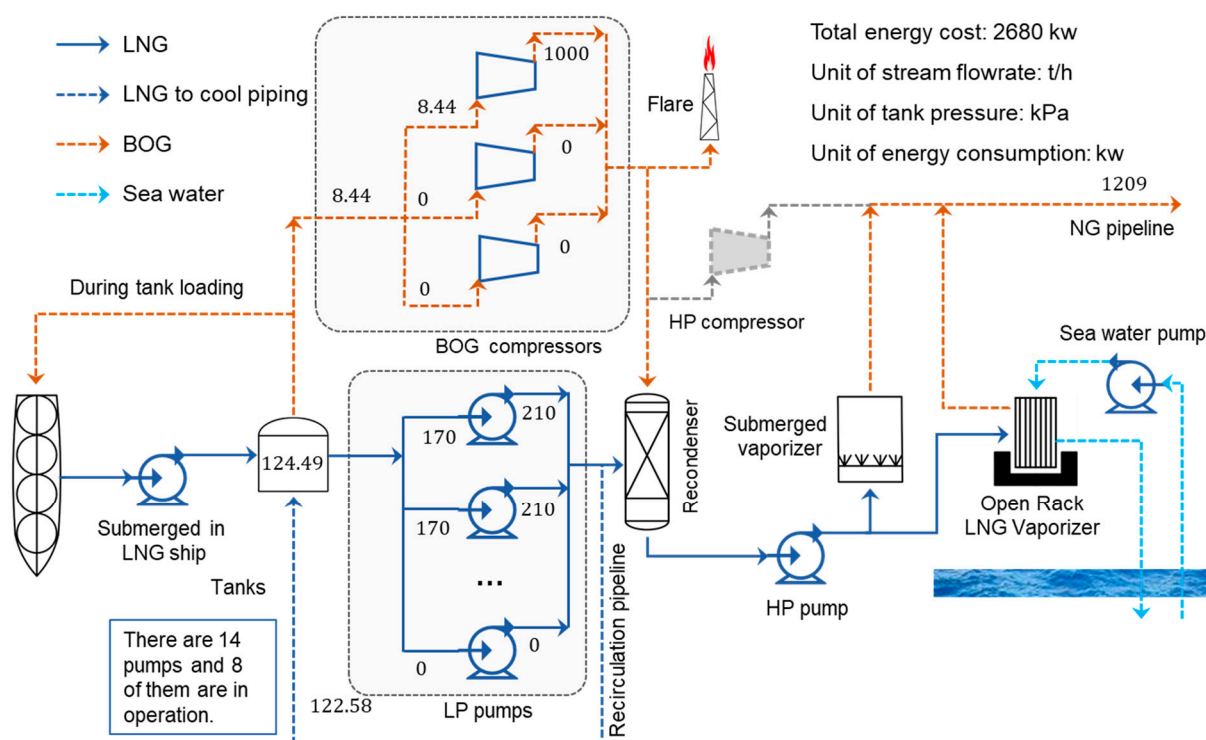 LNG
LNG to cool piping
BOG
Sea water
Total energy cost: 2680 kw
Unit of stream flowrate: t/h
Unit of tank pressure: kPa
Unit of energy consumption: kw
1000
8.44
0
8.44
0
0
0
BOG compressors
Flare
1209
NG pipeline
HP compressor
During tank loading
Sea water pump
Submerged
vaporizer
Open Rack
LNG Vaporizer
Recondenser
124.49
170
210
170
210
...
0
0
LP pumps
Submerged in
LNG ship
Tanks
HP pump
Recirculation pipeline
There are 14
pumps and 8
of them are in
operation.
122.58